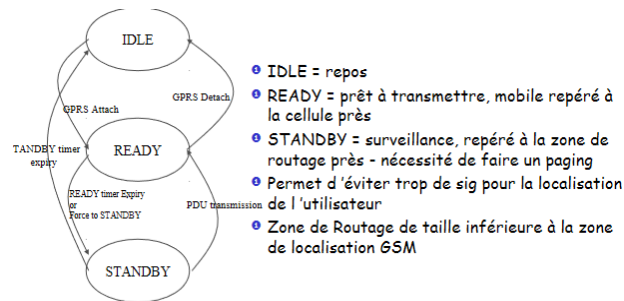 IDLE
GPRS Attach
GPRS Detach
TANDBY timer
expiry
READY
READY timer Expiry
or
Force to STANDBY
PDU transmission
STANDBY
IDLE = repos
READY = prêt à transmettre, mobile repéré à
la cellule près
STANDBY = surveillance, repéré à la zone de
routage près - nécessité de faire un paging
Permet d 'éviter trop de sig pour la localisation
de l 'utilisateur
Zone de Routage de taille inférieure à la zone
de localisation GSM